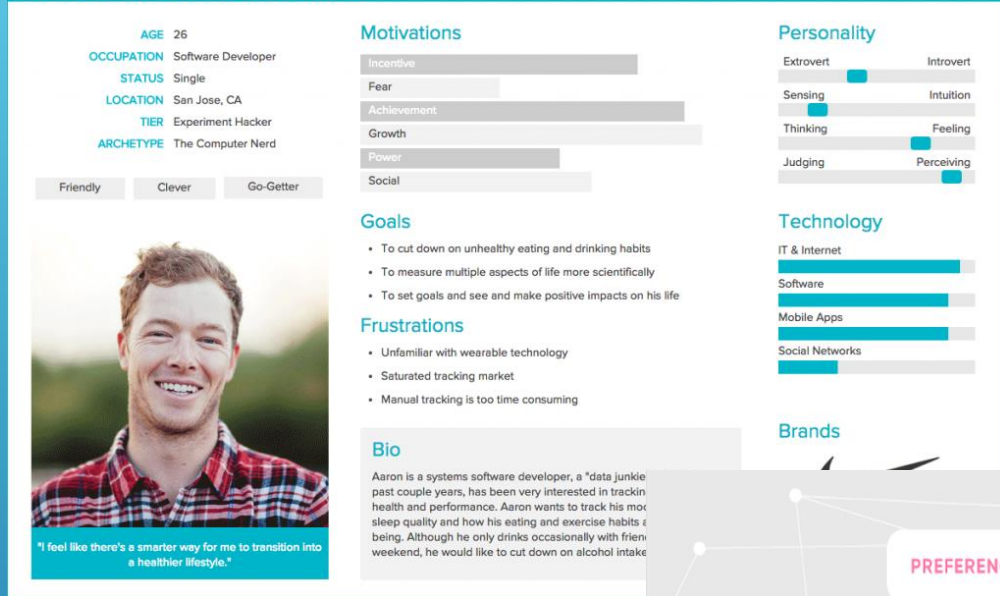 AGE 26
OCCUPATION Software Developer
STATUS Single
LOCATION San Jose, CA
TIER Experiment Hacker
ARCHETYPE The Computer Nerd
Friendly Clever Go-Getter
"I feel like there's a smarter way for me to transition into
a healthier lifestyle."
Motivations
Incentive
Fear
Achievement
Growth
Power
Social
Goals
• To cut down on unhealthy eating and drinking habits
• To measure multiple aspects of life more scientifically
• To set goals and see and make positive impacts on his life
Frustrations
• Unfamiliar with wearable technology
• Saturated tracking market
• Manual tracking is too time consuming
Bio
Aaron is a systems software developer, a "data junkie
past couple years, has been very interested in
health and performance. Aaron wants to track his
sleep quality and how his eating and exercise habits
being. Although he only drinks occasionally with
weekend, he would like to cut down on alcohol intake
Personality
Extrovert Introvert
Sensing Intuition
Thinking Feeling
Judging Perceiving
Technology
IT & Internet
Software
Mobile Apps
Social Networks
Brands